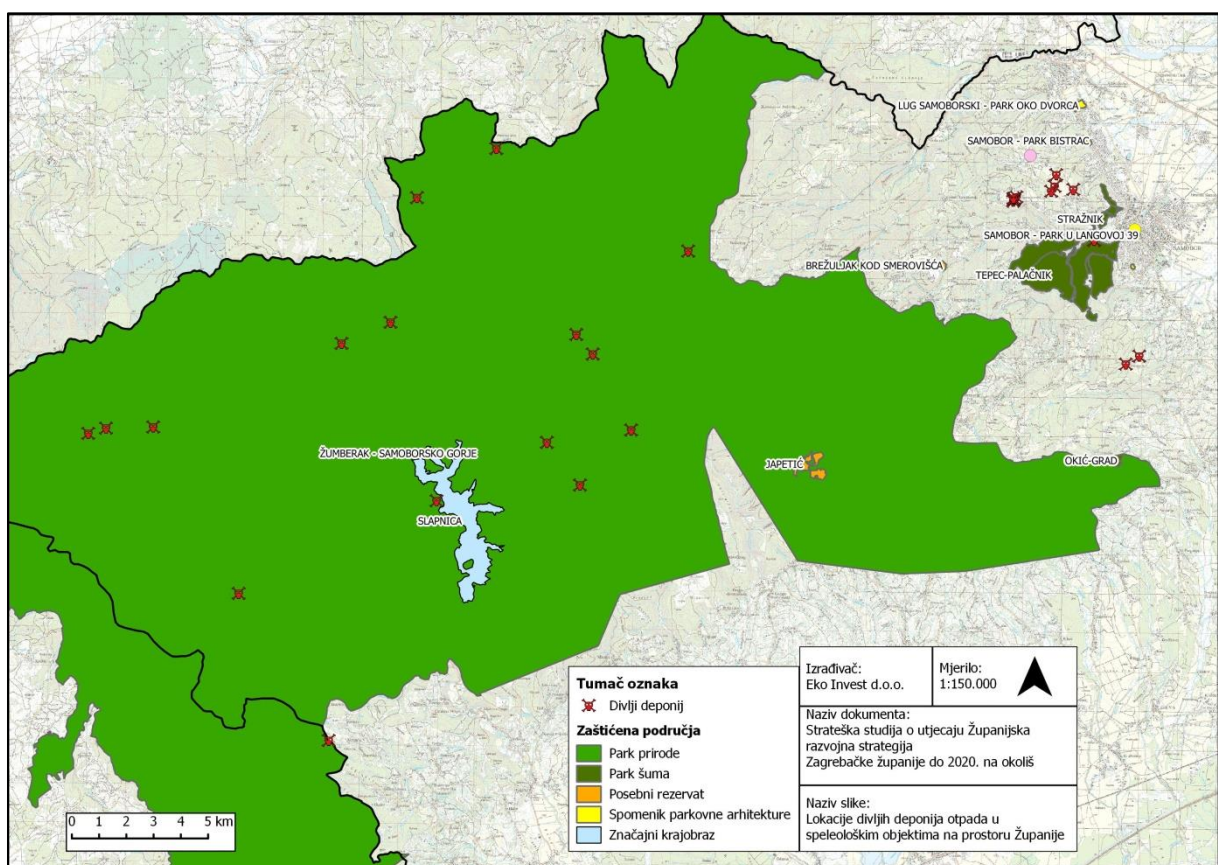 LUG SAMOBORSKI - PARK OKO DVORCA
SAMOBOR - PARK BISTRAC
STRAŽNIK
SAMOBOR - PARK U LANGOVOJ 39
SAMOBOR
BREŽULJAK KOD SMEROVIŠĆA
TEPEC-PALAČNIK
ŽUMBERAK - SAMOBORSKO GORJE
JAPETIĆ
OKIĆ-GRAD
SLAPNICA
Tumač oznaka
Divlji deponij
Zaštićena područja
Park prirode
Park šuma
Posebni rezervat
Spomenik parkovne arhitekture
Značajni krajobraz
Izrađivač:
Eko Invest d.o.o.
Mjerilo:
1:150.000
Naziv dokumenta:
Strateška studija o utjecaju Županijska
razvojna strategija
Zagrebačke županije do 2020. na okoliš
Naziv slike:
Lokacije divljih deponija otpada u
speleološkim objektima na prostoru Županije
0 1 2 3 4 5 km